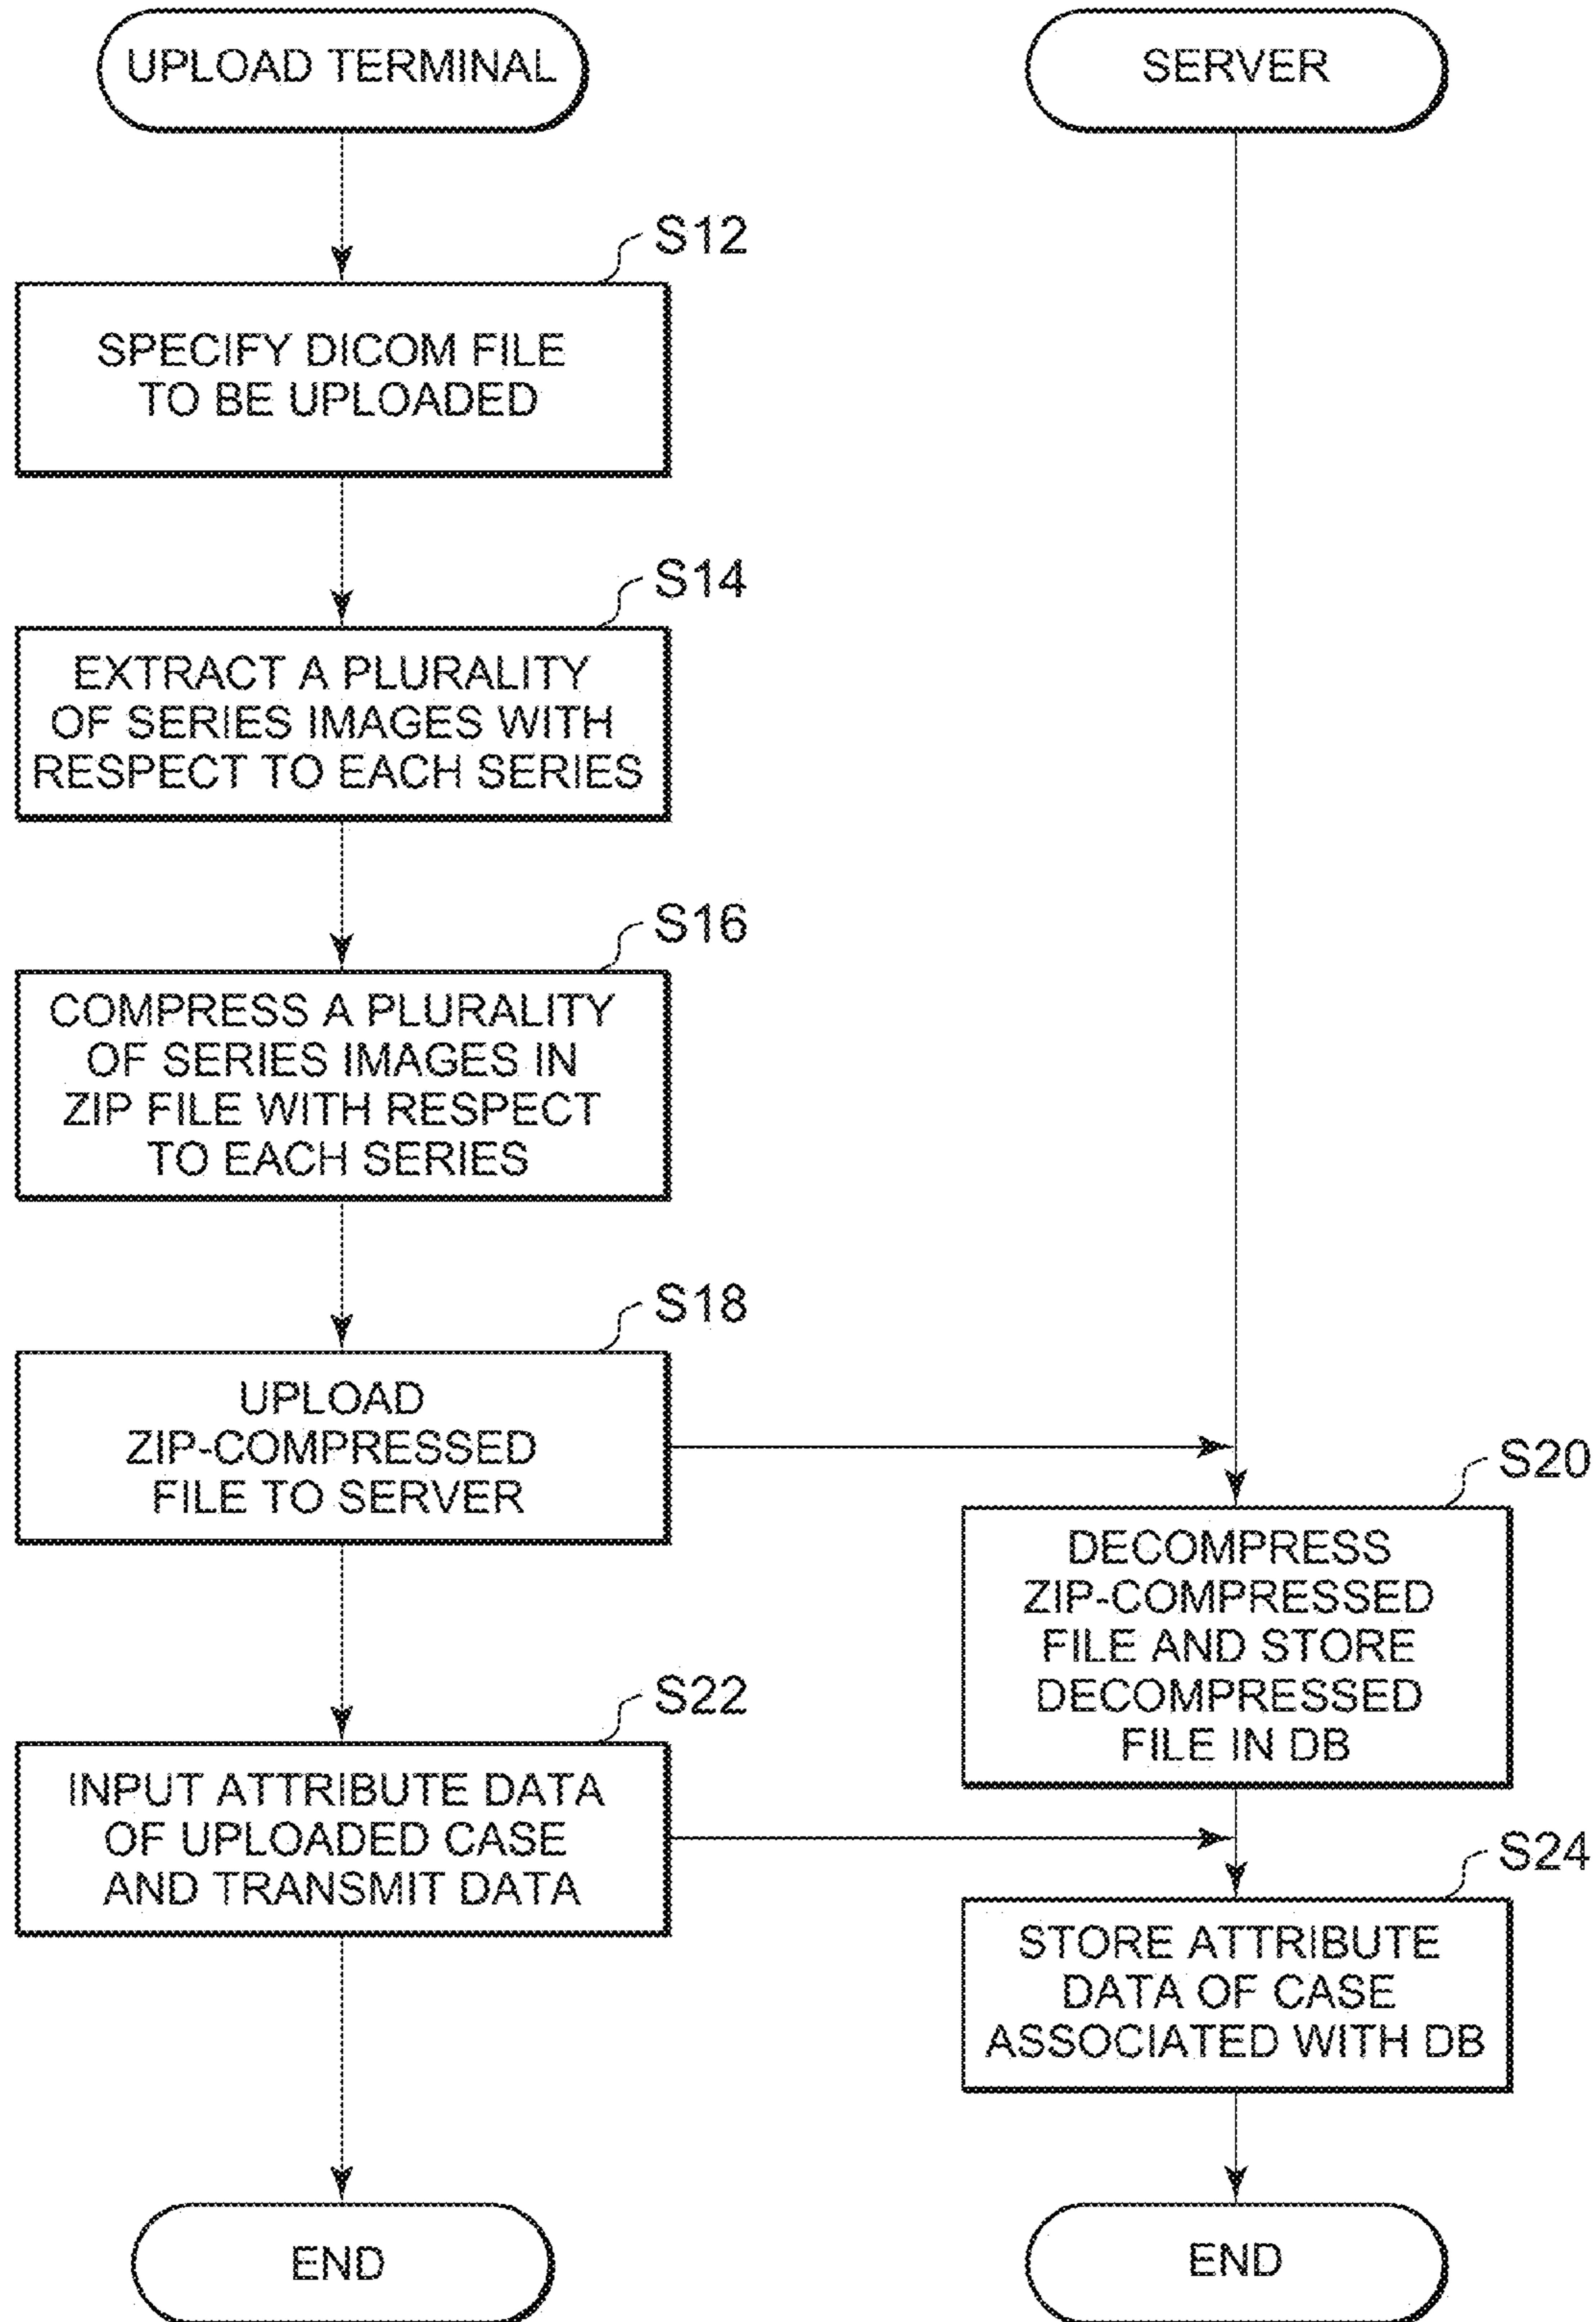 UPLOAD TERMINAL
SERVER
S12
SPECIFY DICOM FILE
TO BE UPLOADED
S14
EXTRACT A PLURALITY
OF SERIES IMAGES WITH
RESPECT TO EACH SERIES
S16
COMPRESS A PLURALITY
OF SERIES IMAGES IN
ZIP FILE WITH RESPECT
TO EACH SERIES
S18
UPLOAD
ZIP-COMPRESSED
FILE TO SERVER
S20
DECOMPRESS
ZIP-COMPRESSED
FILE AND STORE
DECOMPRESSED
FILE IN DB
S22
INPUT ATTRIBUTE DATA
OF UPLOADED CASE
AND TRANSMIT DATA
S24
STORE ATTRIBUTE
DATA OF CASE
ASSOCIATED WITH DB
END
END